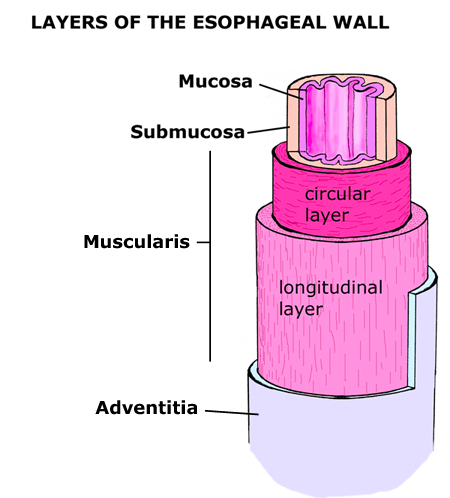 LAYERS OF THE ESOPHAGEAL WALL
Mucosa
Submucosa
circular
layer
Muscularis
longitudinal
layer
Adventitia